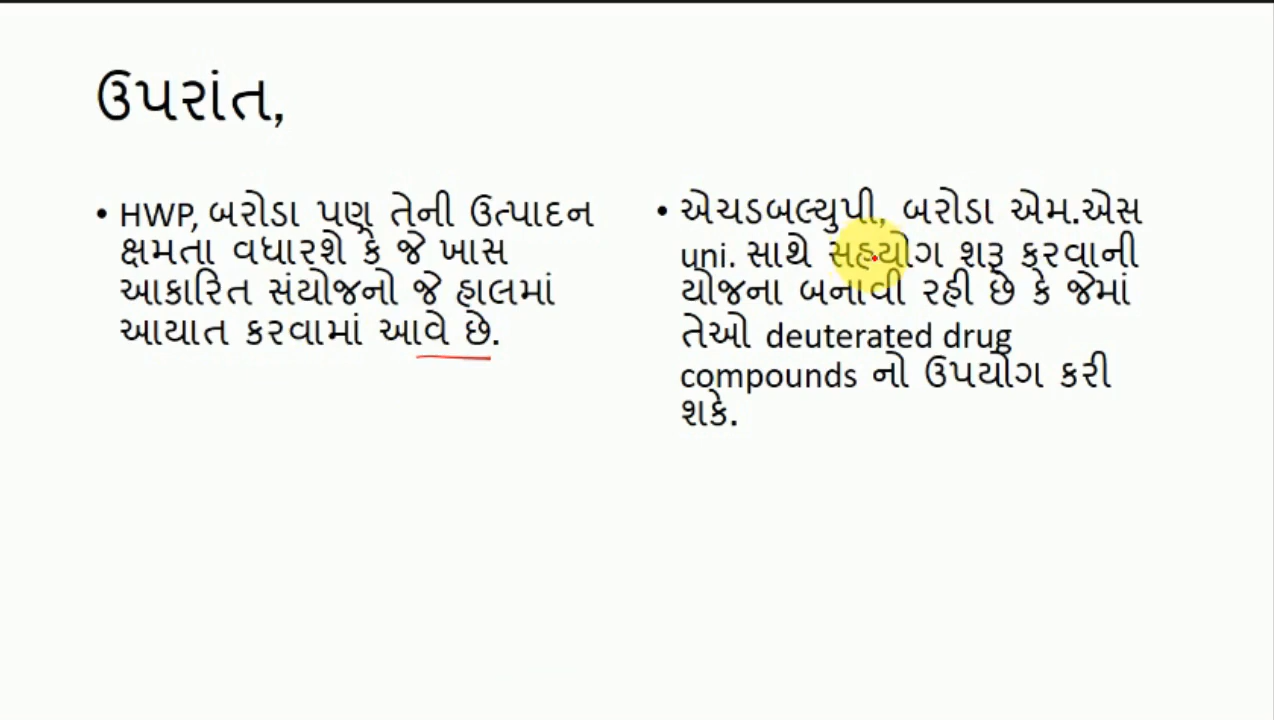 ઉપરાંત,
• HWP, બરોડા પણ તેની ઉત્પાદન
ક્ષમતા વધારશે કે જે ખાસ
આકારિત સંયોજનો જે હાલમાં
આયાત કરવામાં આવે છે.
• એચડબલ્યુપી, બરોડા એમ.એસ
uni. સાથે સહયોગ શરૂ કરવાની
યોજના બનાવી રહી છે કે જેમાં
તેઓ deuterated drug
compounds નો ઉપયોગ કરી
શકે.